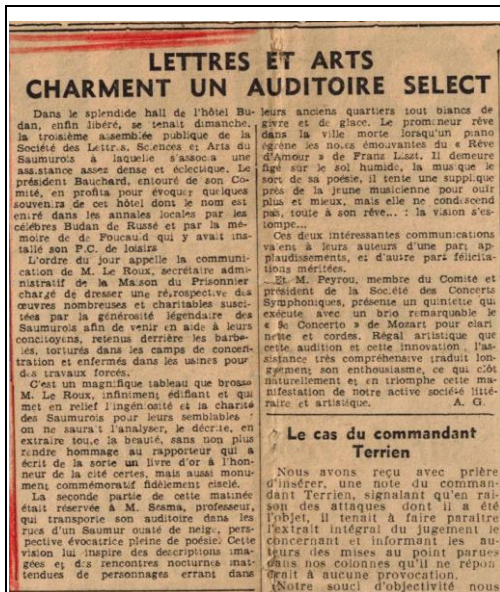 LETTRES ET ARTS
CHARMENT UN AUDITOIRE SELECT
Dans le splendide hall de l'hôtel Bu-
dan, enfin libéré, se tenait dimanche,
la troisième assemblée publique de la
Société des Lettres, Sciences et Arts du
Saumurois à laquelle s'associa une
assistance assez dense et éclectique. Le
président Bauchard, entouré de son Co-
mité, en profita pour évoquer quelques
souvenirs de cet hôtel dont le nom est
entré dans les annales locales par les
célèbres Budan de Russé et par la mé-
moire de de Foucauld qui y avait ins-
tallé son P.C. de loisirs
L'ordre du jour appelle la communi-
cation de M. Le Roux, secrétaire admi-
nistratif de la Maison du Prisonnier
chargé de dresser une rétrospective des
œuvres nombreuses et charitables susci-
tées par la générosité légendaire des
Saumurois afin de venir en aide à leurs
concitoyens, retenus derrière les barbe-
lés, torturés dans les camps de concen-
tration et enfermés dans les usines pour
des travaux forcés.
C'est un magnifique tableau que brosse
M. Le Roux, infiniment édifiant et qui
met en relief l'ingéniosité et la charité
des Saumurois pour leurs semblables :
on ne saurait l'analyser, le décrire, en
extraire toute la beauté, sans non plus
rendre hommage au rapporteur qui a
écrit de la sorte un livre d'or à l'hon-
neur de la cité certes, mais aussi monu-
ment commémoratif fidèlement ciselé.
La seconde partie de cette matinée
était réservée à M. Sesma, professeur,
qui transporte son auditoire dans les
rues d'un Saumur ouaté de neige, pers-
pective évocatrice pleine de poésie. Cette
vision lui inspire des descriptions ima-
gées et des rencontres nocturnes inat-
tendues de personnages errant dans
leurs anciens quartiers tout blancs de
givre et de glace. Le promeneur rêve
dans la ville morte lorsqu'un piano
égrène les notes émouvantes du « Rêve
d'Amour » de Franz Liszt. Il demeure
figé sur le sol humide, la musique le
sort de sa poésie, il tente une supplique
près de la jeune musicienne pour ouïr
plus et mieux, mais elle ne condescend
pas, toute à son rêve... : la vision s'es-
tompe...
Ces deux intéressantes communications
valent à leurs auteurs d'une part ap-
plaudissements, et d'autre part félicita-
tions méritées.
Et M. Peyrou, membre du Comité et
président de la Société des Concerts
Symphoniques, présente un quintette qui
exécute avec un brio remarquable le
« 9e Concerto » de Mozart pour clari
nette et cordes. Régal artistique que
cette audition et cette innovation, l'as-
sistance très compréhensive traduit lon-
guement son enthousiasme, ce qui clôt
naturellement et en triomphe cette ma-
nifestation de notre active société litté-
raire et artistique. A. G.
Le cas du commandant
Terrien
Nous avons reçu avec prière
d'insérer, une note du comman-
dant Terrien, signalant qu'en rai-
son des attaques dont il a été
l'objet, il tenait à faire paraître
l'extrait intégral du jugement le
concernant et informant les au-
teurs des mises au point parues
dans nos colonnes qu'il ne répon
drait à aucune provocation.
Notre souci d'objectivité nous